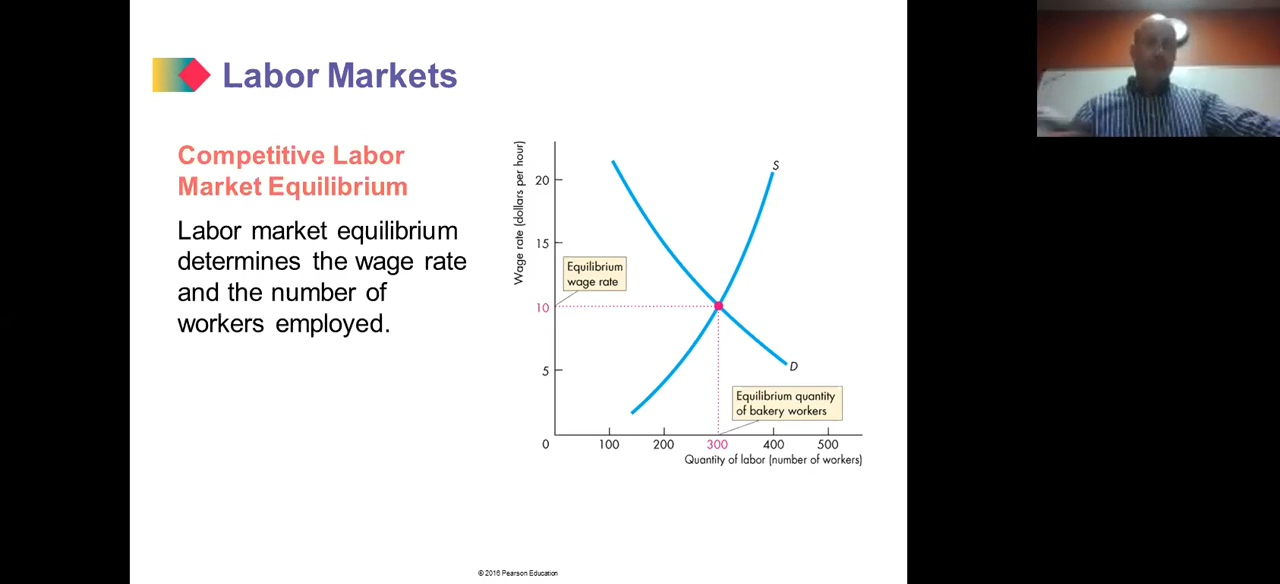 Labor Markets
Competitive Labor
Market Equilibrium
Labor market equilibrium
determines the wage rate
and the number of
workers employed.
Wage rate (dollars per hour)
20
15
10
5
0
Equilibrium
wage rate
S
D
Equilibrium quantity
of bakery workers
100
200
300
400
500
Quantity of labor (number of workers)
© 2016 Pearson Education